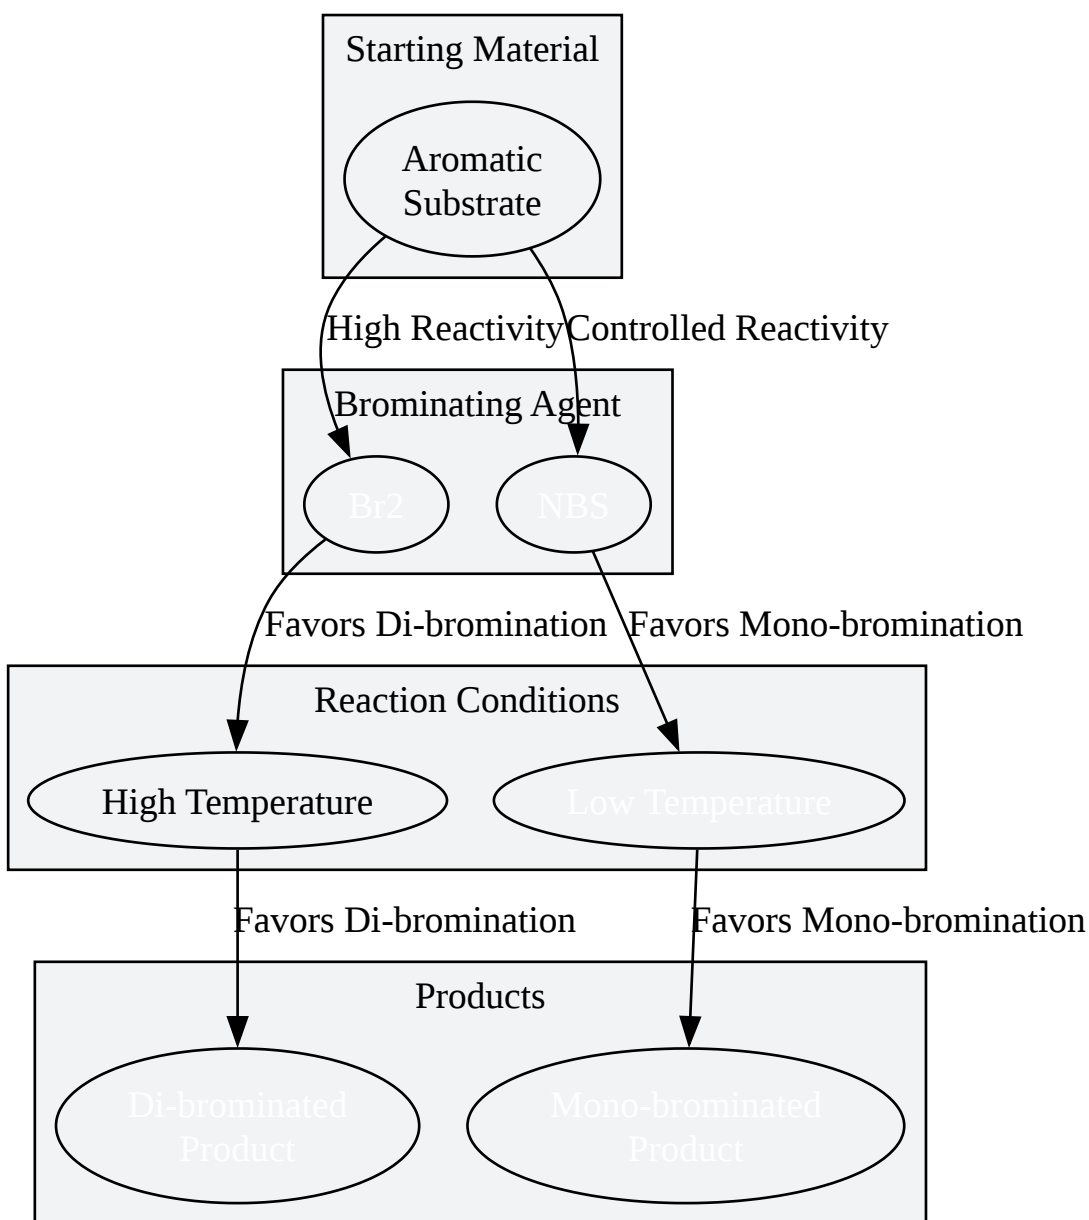 Starting Material
Aromatic
Substrate
High Reactivity
Controlled Reactivity
Brominating Agent
Br2
NBS
Favors Di-bromination
Favors Mono-bromination
Reaction Conditions
High Temperature
Low Temperature
Favors Di-bromination
Favors Mono-bromination
Products
Di-brominated
Product
Mono-brominated
Product